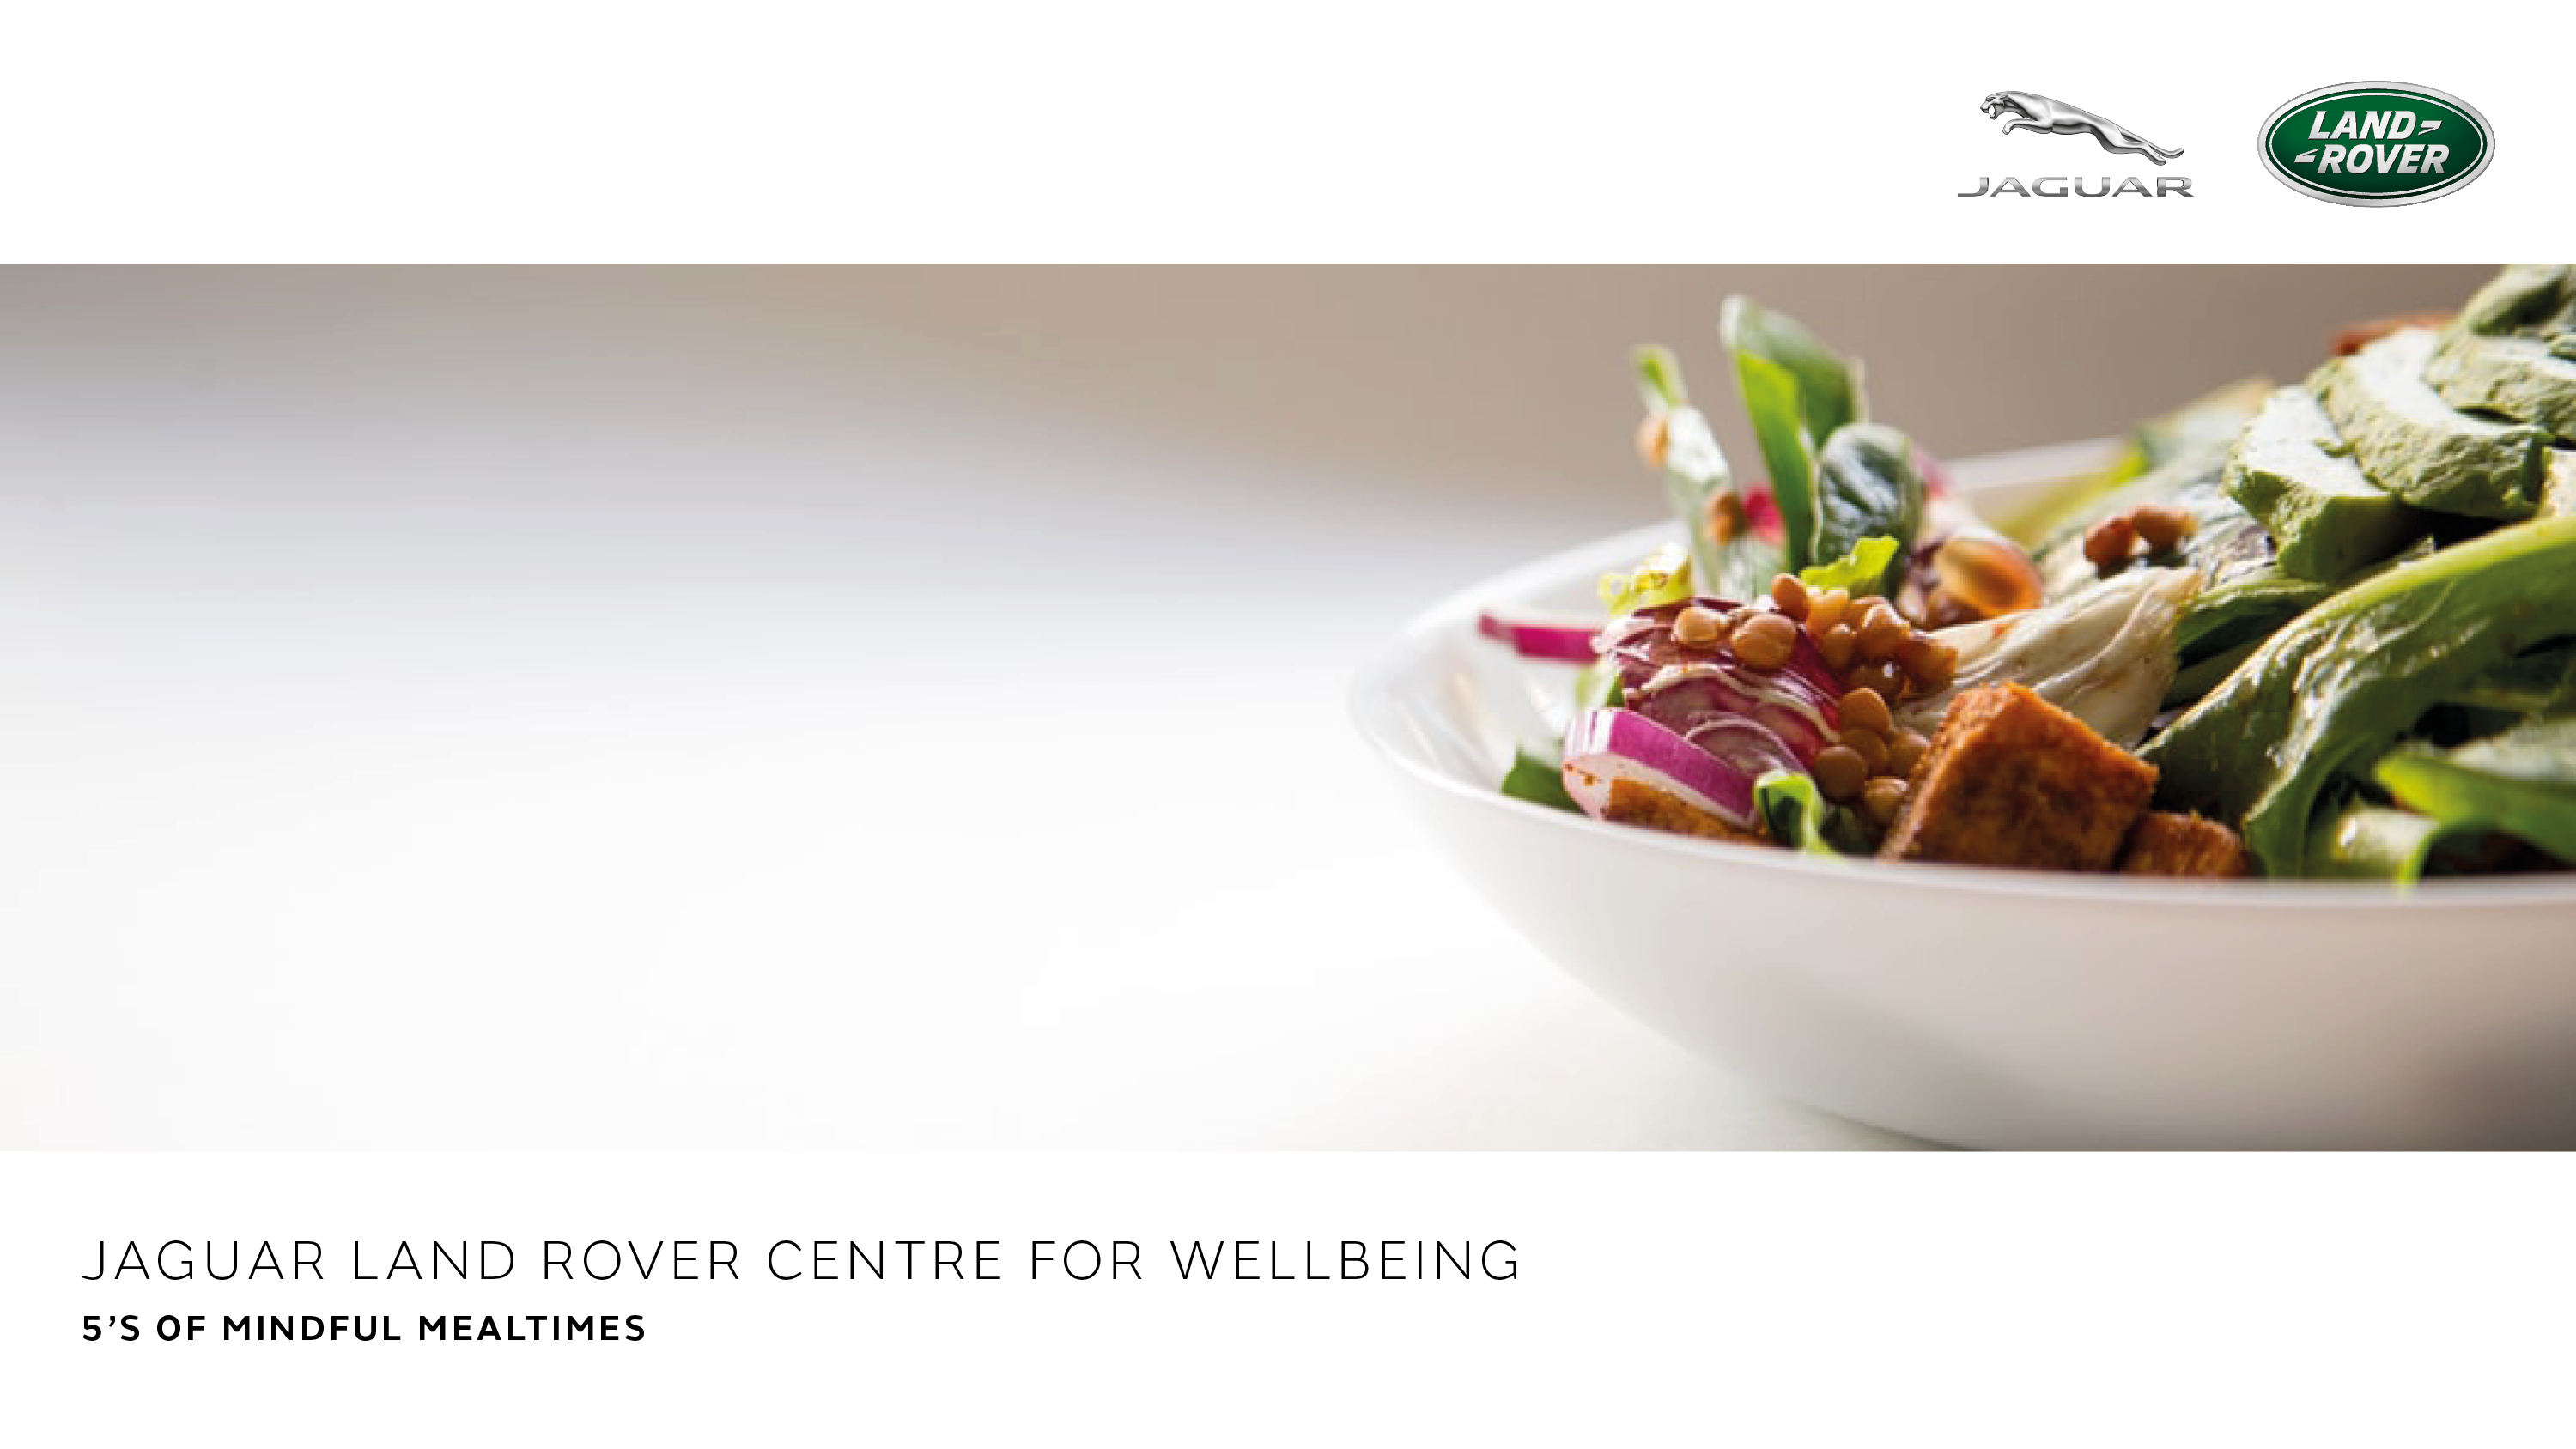 JAGUAR
LAND-
-ROVER
JAGUAR LAND ROVER CENTRE FOR WELLBEING
5’S OF MINDFUL MEALTIMES